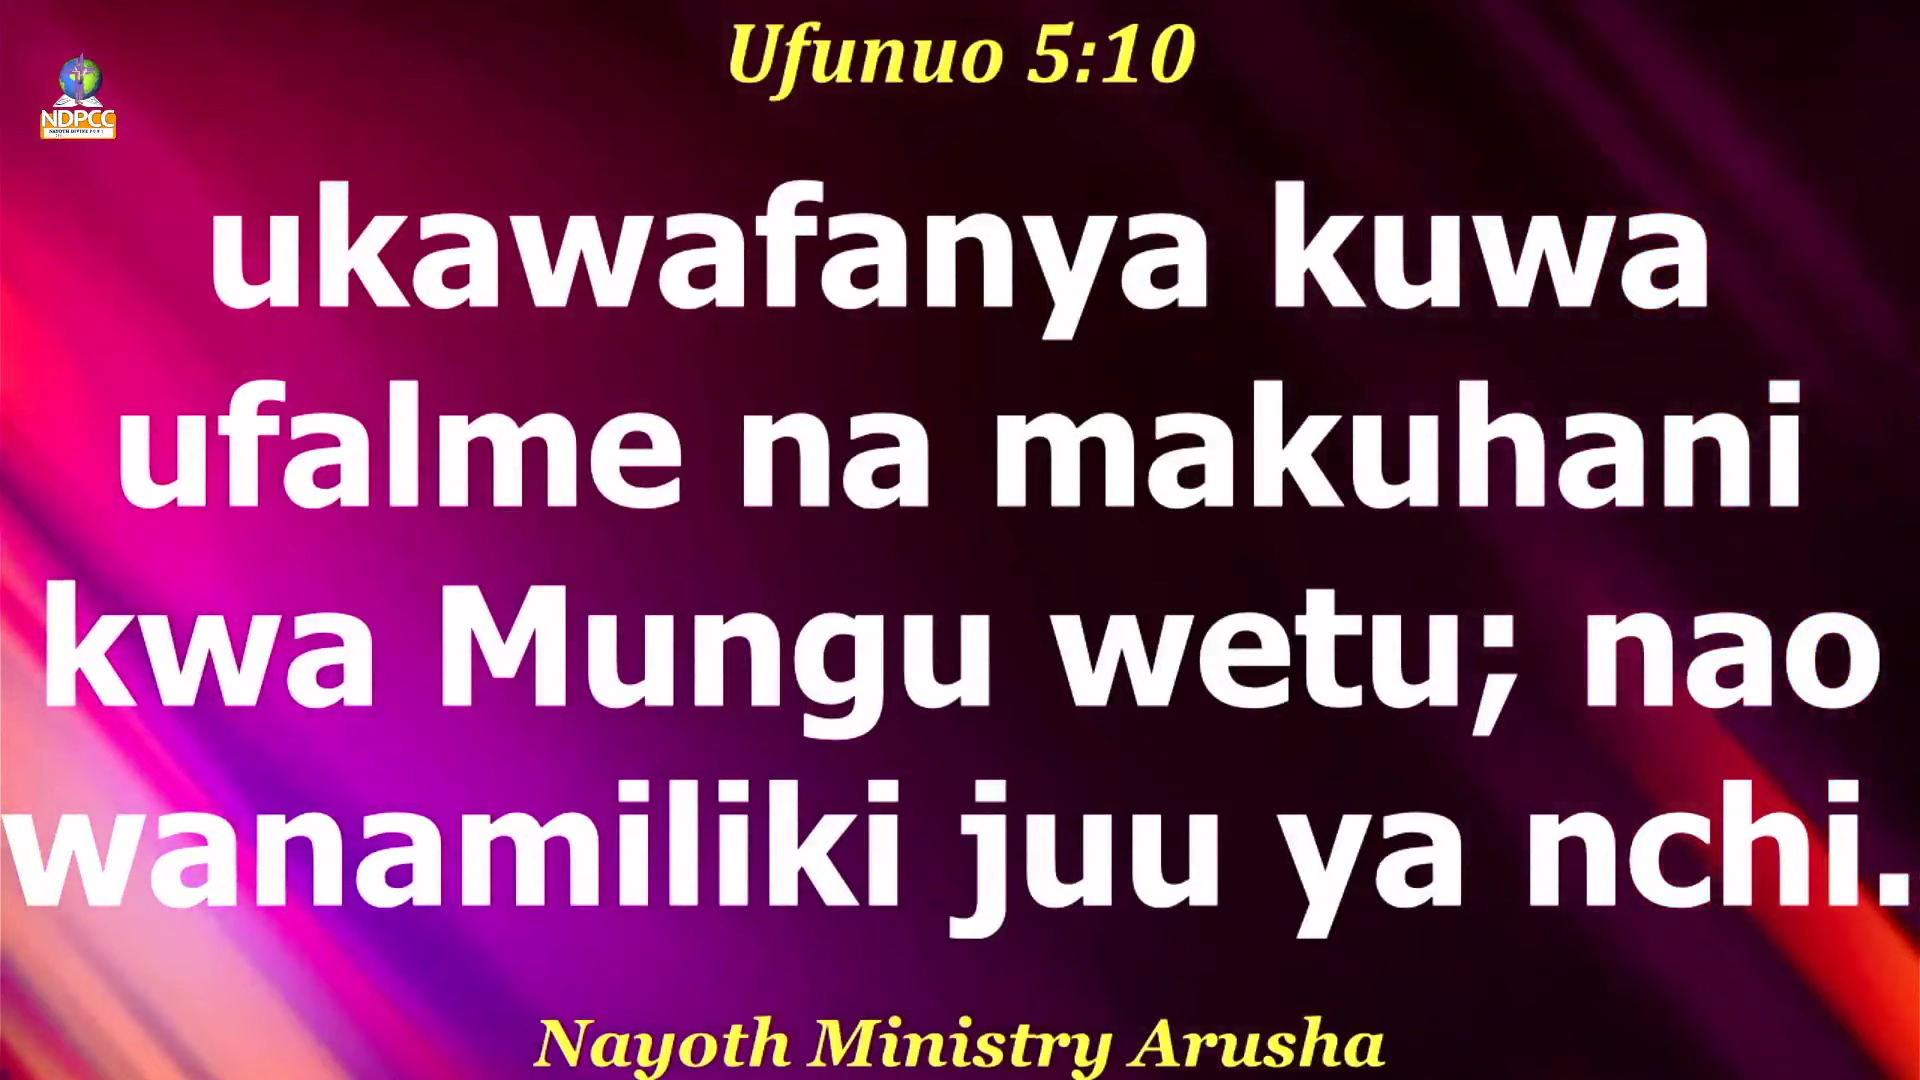 Ufunuo 5:10
NDPCC
ukawafanya kuwa
ufalme na makuhani
kwa Mungu wetu; nao
wanamiliki juu ya nchi.
Nayoth Ministry Arusha